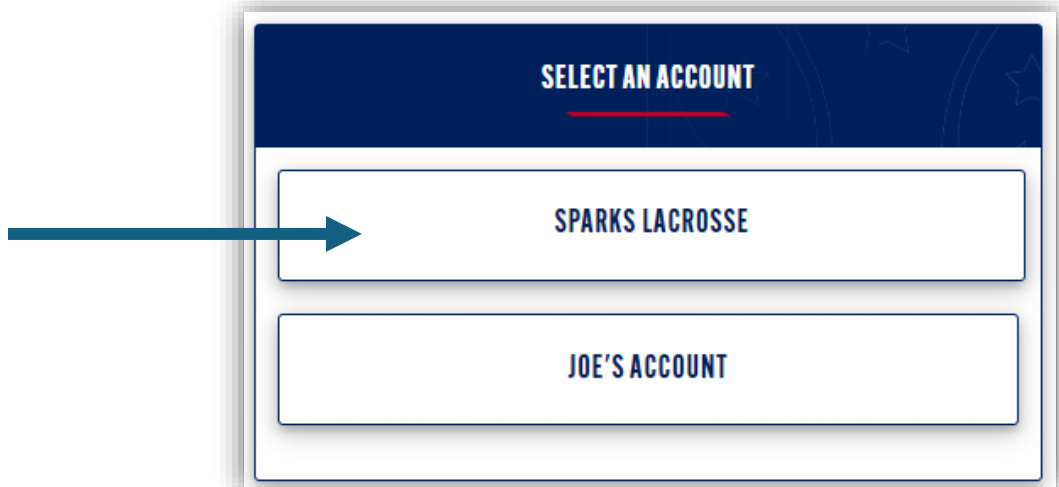 SELECT AN ACCOUNT
SPARKS LACROSSE
JOE'S ACCOUNT